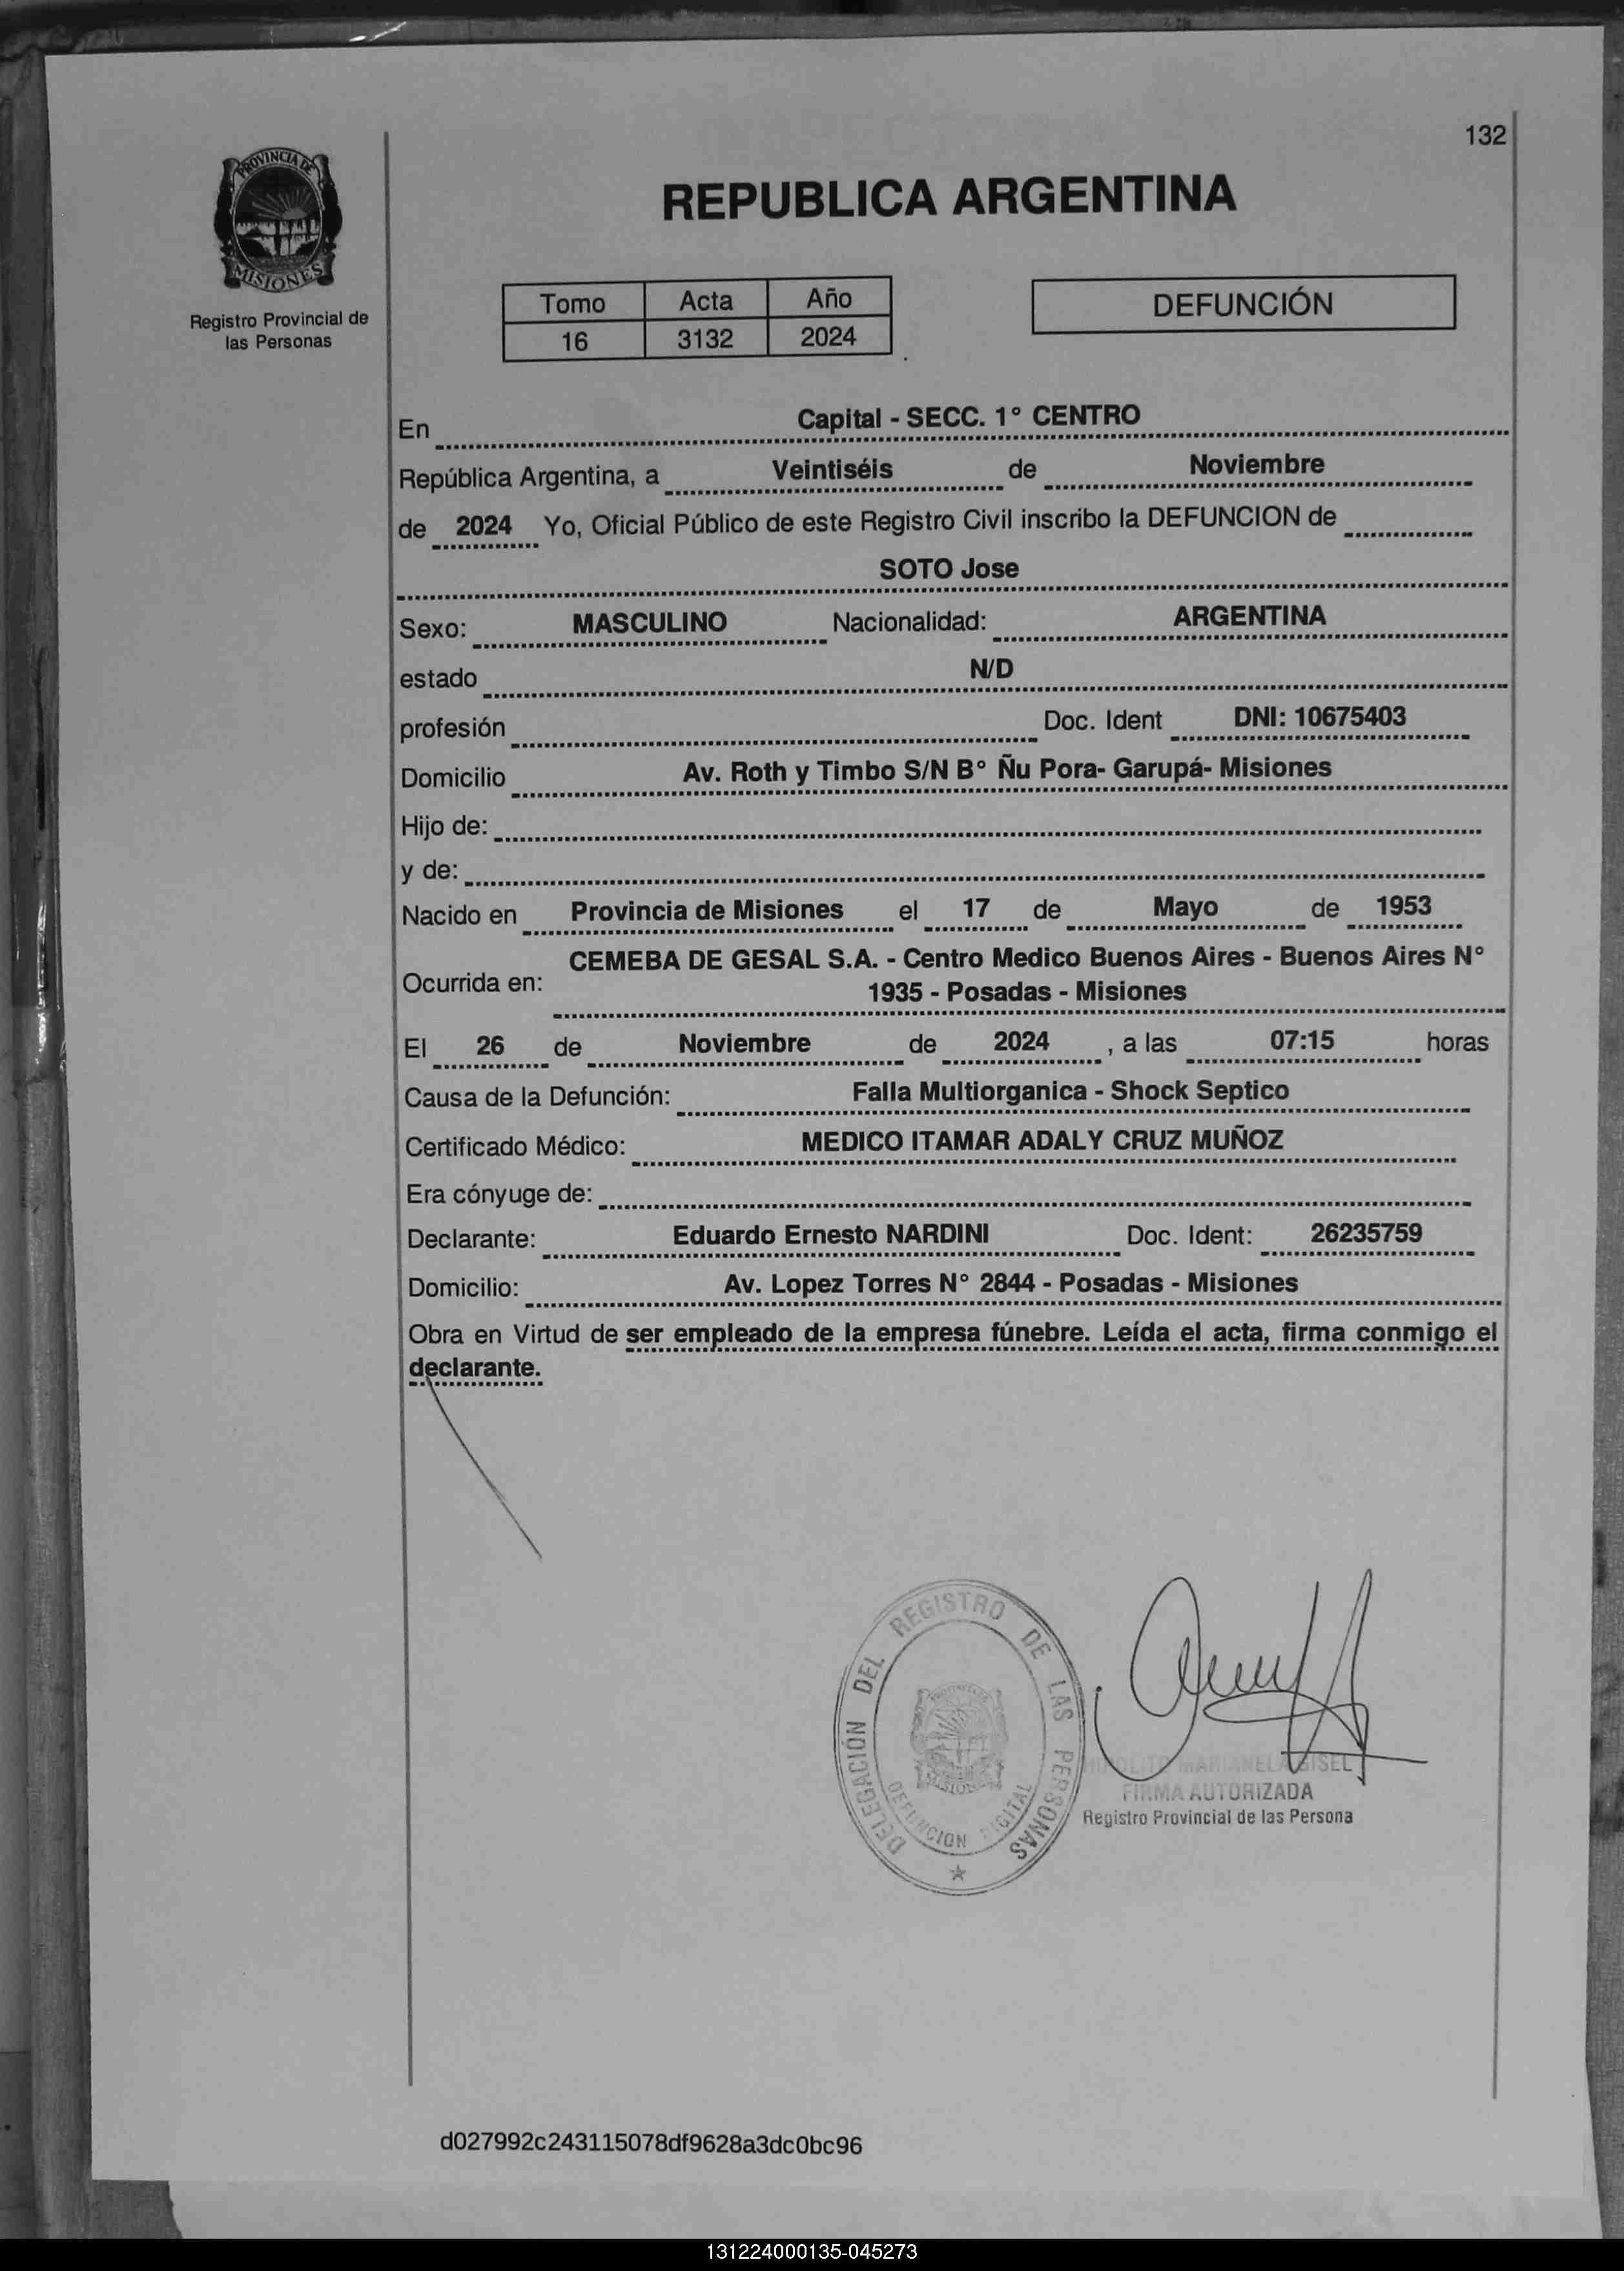 132
PROVINCIA DE
MISIONES
Registro Provincial de
las Personas
REPUBLICA ARGENTINA
Tomo Acta Año
16 3132 2024
DEFUNCIÓN
En Capital - SECC. 1° CENTRO
República Argentina, a Veintiséis de Noviembre
de 2024 Yo, Oficial Público de este Registro Civil inscribo la DEFUNCION de
SOTO Jose
Sexo: MASCULINO Nacionalidad: ARGENTINA
estado N/D
profesión Doc. Ident DNI: 10675403
Domicilio Av. Roth y Timbo S/N B° Ñu Pora- Garupá- Misiones
Hijo de:
y de:
Nacido en Provincia de Misiones el 17 de Mayo de 1953
Ocurrida en: CEMEBA DE GESAL S.A. - Centro Medico Buenos Aires - Buenos Aires N°
1935 - Posadas - Misiones
El 26 de Noviembre de 2024 , a las 07:15 horas
Causa de la Defunción: Falla Multiorganica - Shock Septico
Certificado Médico: MEDICO ITAMAR ADALY CRUZ MUÑOZ
Era cónyuge de:
Declarante: Eduardo Ernesto NARDINI Doc. Ident: 26235759
Domicilio: Av. Lopez Torres N° 2844 - Posadas - Misiones
Obra en Virtud de ser empleado de la empresa fúnebre. Leída el acta, firma conmigo el
declarante.
DELEGACIÓN DEL REGISTRO DE LAS PERSONAS
DEFUNCION DIGITAL
MARIANELA GISEL
FIRMA AUTORIZADA
Registro Provincial de las Persona
d027992c243115078df9628a3dc0bc96
131224000135-045273